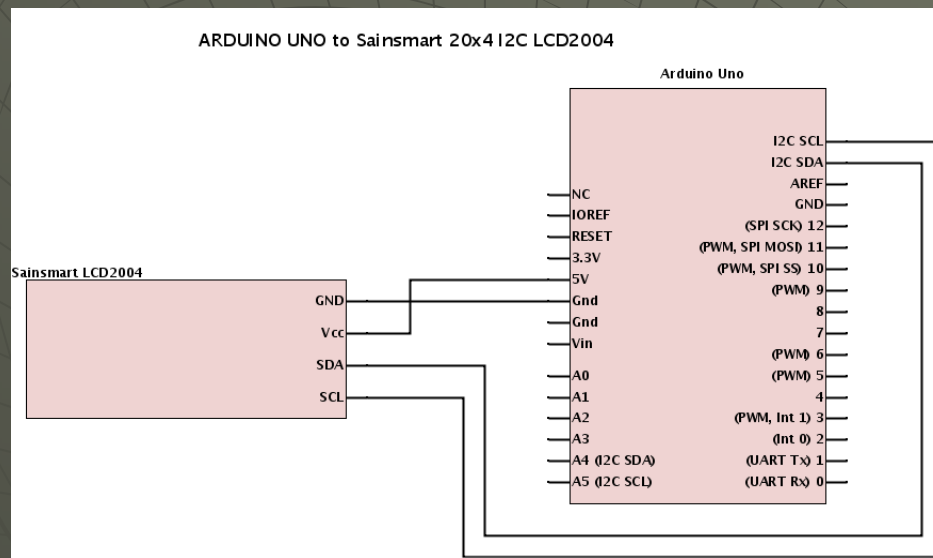 ARDUINO UNO to Sainsmart 20x4 I2C LCD2004
Arduino Uno
I2C SCL
I2C SDA
AREF
GND
(SPI SCK) 12
(PWM, SPI MOSI) 11
(PWM, SPI SS) 10
(PWM) 9
8
7
(PWM) 6
(PWM) 5
4
(PWM, Int 1) 3
(Int 0) 2
(UART Tx) 1
(UART Rx) 0
NC
IOREF
RESET
3.3V
5V
Gnd
Gnd
Vin
A0
A1
A2
A3
A4 (I2C SDA)
A5 (I2C SCL)
Sainsmart LCD2004
GND
Vcc
SDA
SCL